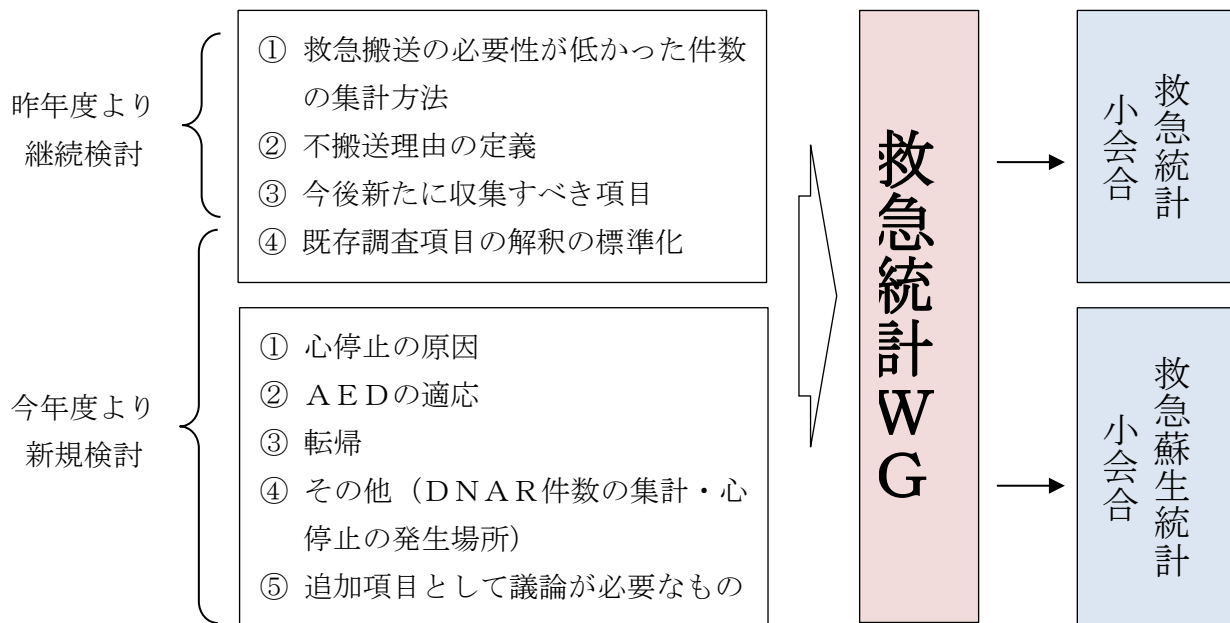 昨年度より
継続検討
① 救急搬送の必要性が低かった件数
の集計方法
② 不搬送理由の定義
③ 今後新たに収集すべき項目
④ 既存調査項目の解釈の標準化
今年度より
新規検討
① 心停止の原因
② ＡＥＤの適応
③ 転帰
④ その他（ＤＮＡＲ件数の集計・心
停止の発生場所）
⑤ 追加項目として議論が必要なもの
救急統計ＷＧ
救急統計
小会合
救急蘇生統計
小会合